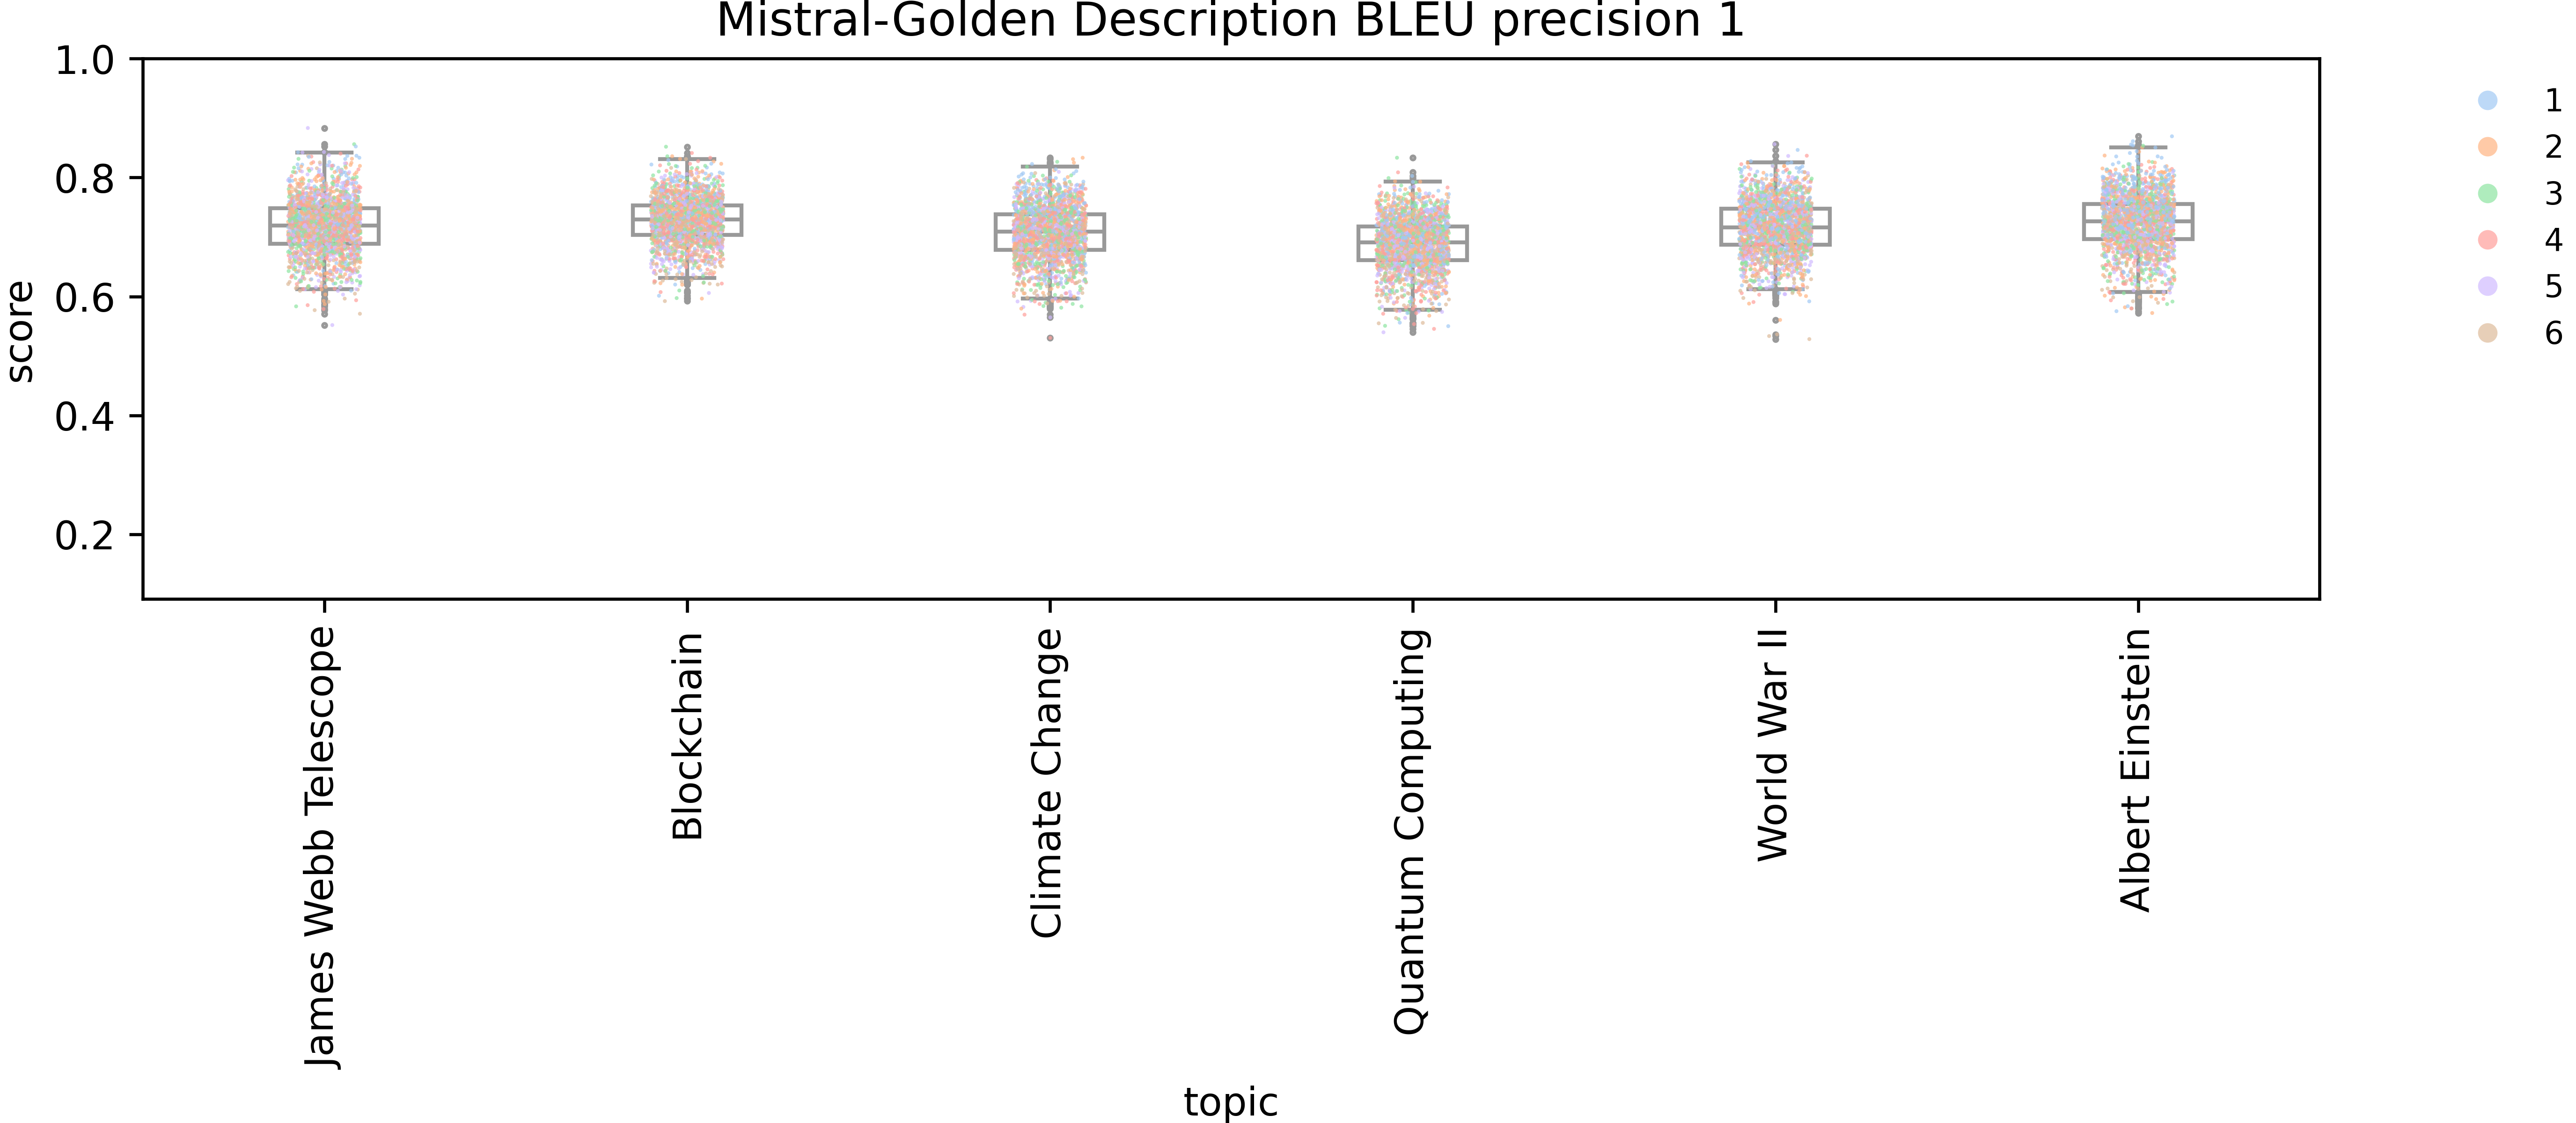 Mistral-Golden Description BLEU precision 1
1.0
0.8
0.6
0.4
0.2
score
1
2
3
4
5
6
James Webb Telescope
Blockchain
Climate Change
Quantum Computing
World War II
Albert Einstein
topic